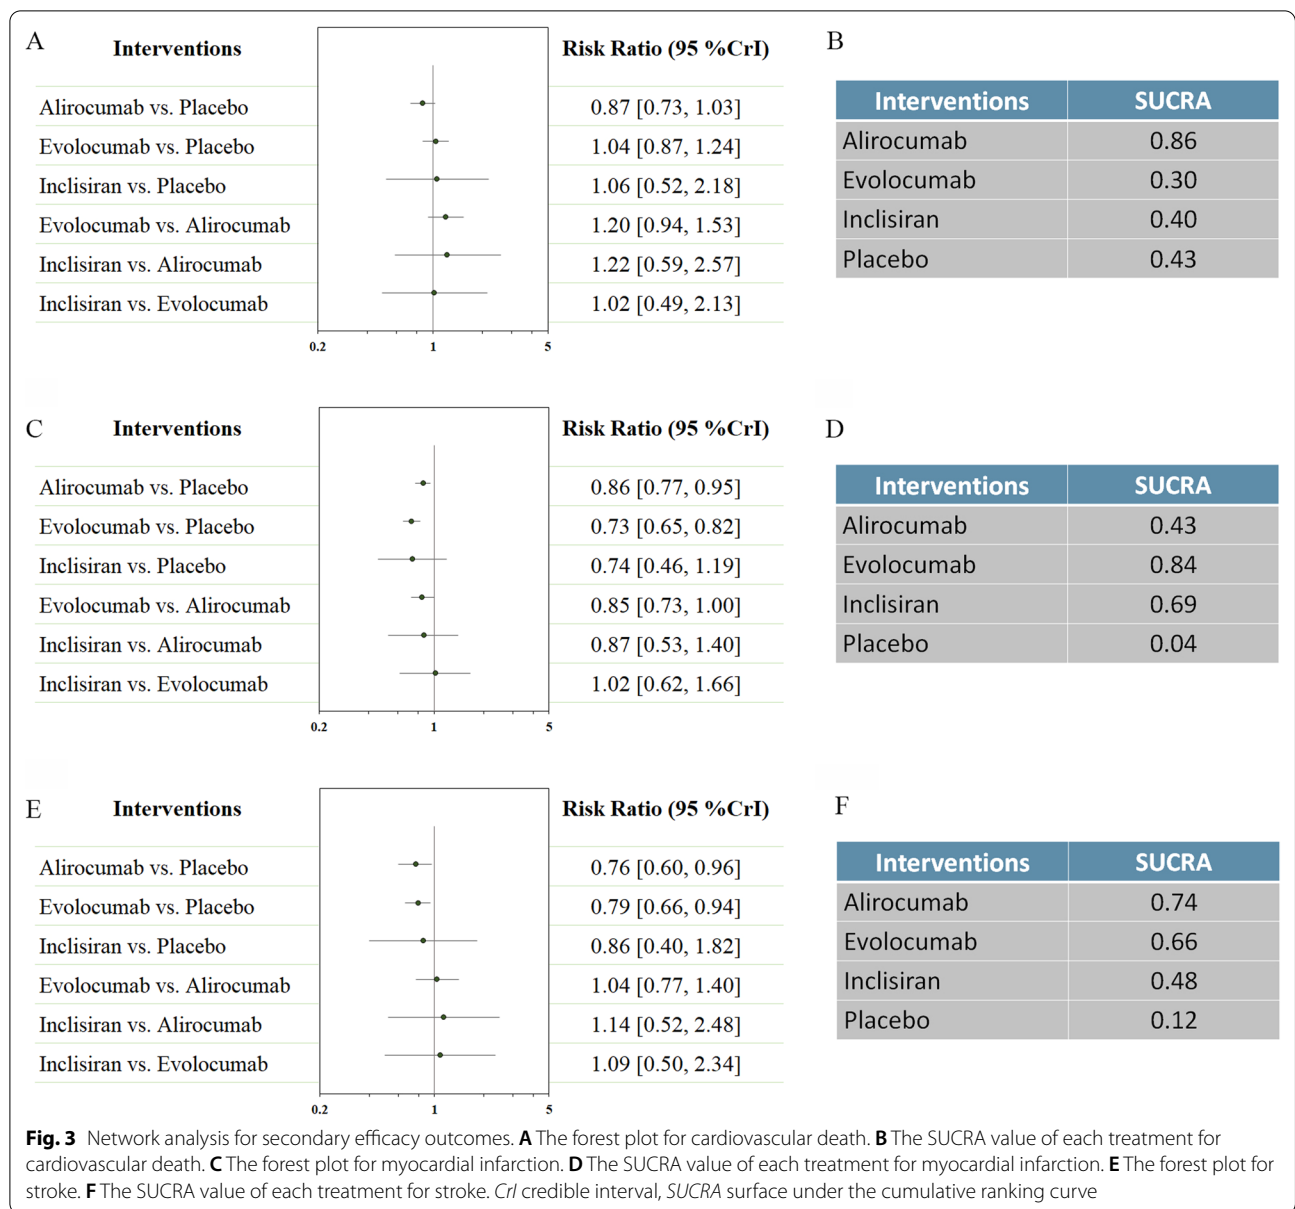 A
Interventions
Risk Ratio (95 %CrI)
Alirocumab vs. Placebo 0.87 [0.73, 1.03]
Evolocumab vs. Placebo 1.04 [0.87, 1.24]
Inclisiran vs. Placebo 1.06 [0.52, 2.18]
Evolocumab vs. Alirocumab 1.20 [0.94, 1.53]
Inclisiran vs. Alirocumab 1.22 [0.59, 2.57]
Inclisiran vs. Evolocumab 1.02 [0.49, 2.13]
0.2 1 5
B
Interventions SUCRA
Alirocumab 0.86
Evolocumab 0.30
Inclisiran 0.40
Placebo 0.43
C
Interventions
Risk Ratio (95 %CrI)
Alirocumab vs. Placebo 0.86 [0.77, 0.95]
Evolocumab vs. Placebo 0.73 [0.65, 0.82]
Inclisiran vs. Placebo 0.74 [0.46, 1.19]
Evolocumab vs. Alirocumab 0.85 [0.73, 1.00]
Inclisiran vs. Alirocumab 0.87 [0.53, 1.40]
Inclisiran vs. Evolocumab 1.02 [0.62, 1.66]
0.2 1 5
D
Interventions SUCRA
Alirocumab 0.43
Evolocumab 0.84
Inclisiran 0.69
Placebo 0.04
E
Interventions
Risk Ratio (95 %CrI)
Alirocumab vs. Placebo 0.76 [0.60, 0.96]
Evolocumab vs. Placebo 0.79 [0.66, 0.94]
Inclisiran vs. Placebo 0.86 [0.40, 1.82]
Evolocumab vs. Alirocumab 1.04 [0.77, 1.40]
Inclisiran vs. Alirocumab 1.14 [0.52, 2.48]
Inclisiran vs. Evolocumab 1.09 [0.50, 2.34]
0.2 1 5
F
Interventions SUCRA
Alirocumab 0.74
Evolocumab 0.66
Inclisiran 0.48
Placebo 0.12
Fig. 3 Network analysis for secondary efficacy outcomes. A The forest plot for cardiovascular death. B The SUCRA value of each treatment for
cardiovascular death. C The forest plot for myocardial infarction. D The SUCRA value of each treatment for myocardial infarction. E The forest plot for
stroke. F The SUCRA value of each treatment for stroke. CrI credible interval, SUCRA surface under the cumulative ranking curve